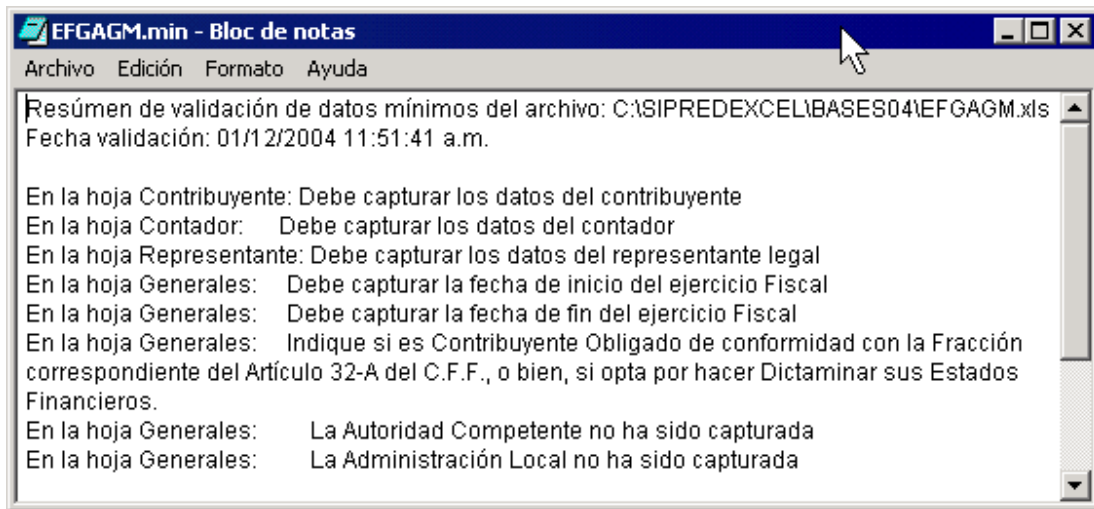 EFGAGM.min - Bloc de notas
Archivo Edición Formato Ayuda
Resúmen de validación de datos mínimos del archivo: C:\SIPREDEXCEL\BASES04\EFGAGM.xls
Fecha validación: 01/12/2004 11:51:41 a.m.
En la hoja Contribuyente: Debe capturar los datos del contribuyente
En la hoja Contador: Debe capturar los datos del contador
En la hoja Representante: Debe capturar los datos del representante legal
En la hoja Generales: Debe capturar la fecha de inicio del ejercicio Fiscal
En la hoja Generales: Debe capturar la fecha de fin del ejercicio Fiscal
En la hoja Generales: Indique si es Contribuyente Obligado de conformidad con la Fracción
correspondiente del Artículo 32-A del C.F.F., o bien, si opta por hacer Dictaminar sus Estados
Financieros.
En la hoja Generales: La Autoridad Competente no ha sido capturada
En la hoja Generales: La Administración Local no ha sido capturada